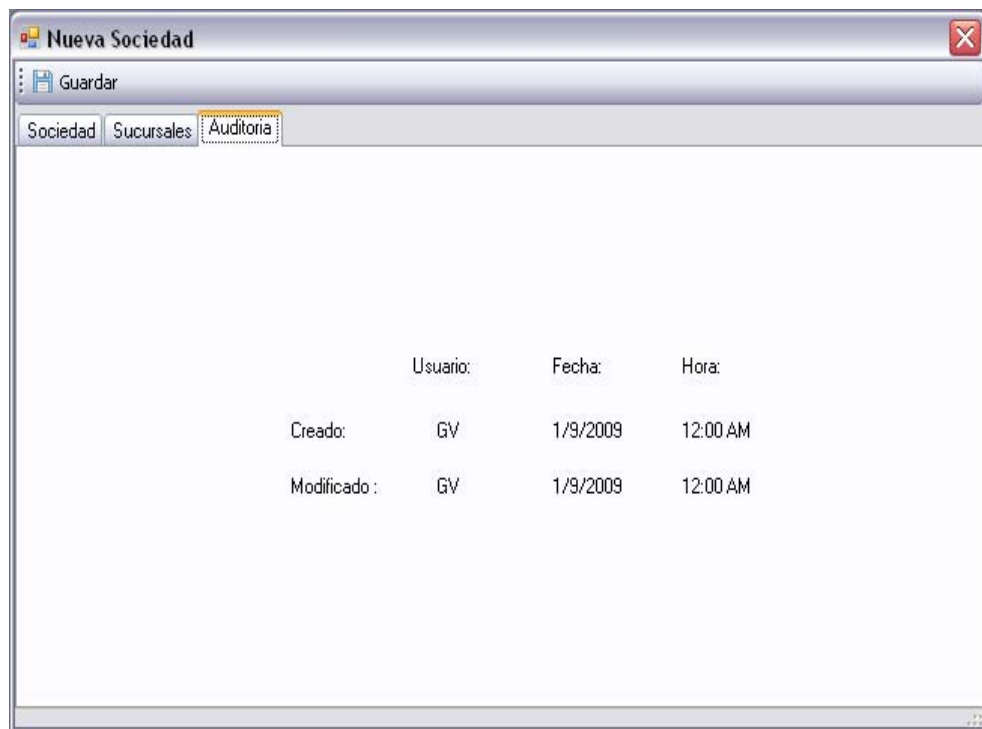 Nueva Sociedad
Guardar
Sociedad Sucursales Auditoria
Usuario: Fecha: Hora:
Creado: GV 1/9/2009 12:00 AM
Modificado : GV 1/9/2009 12:00 AM